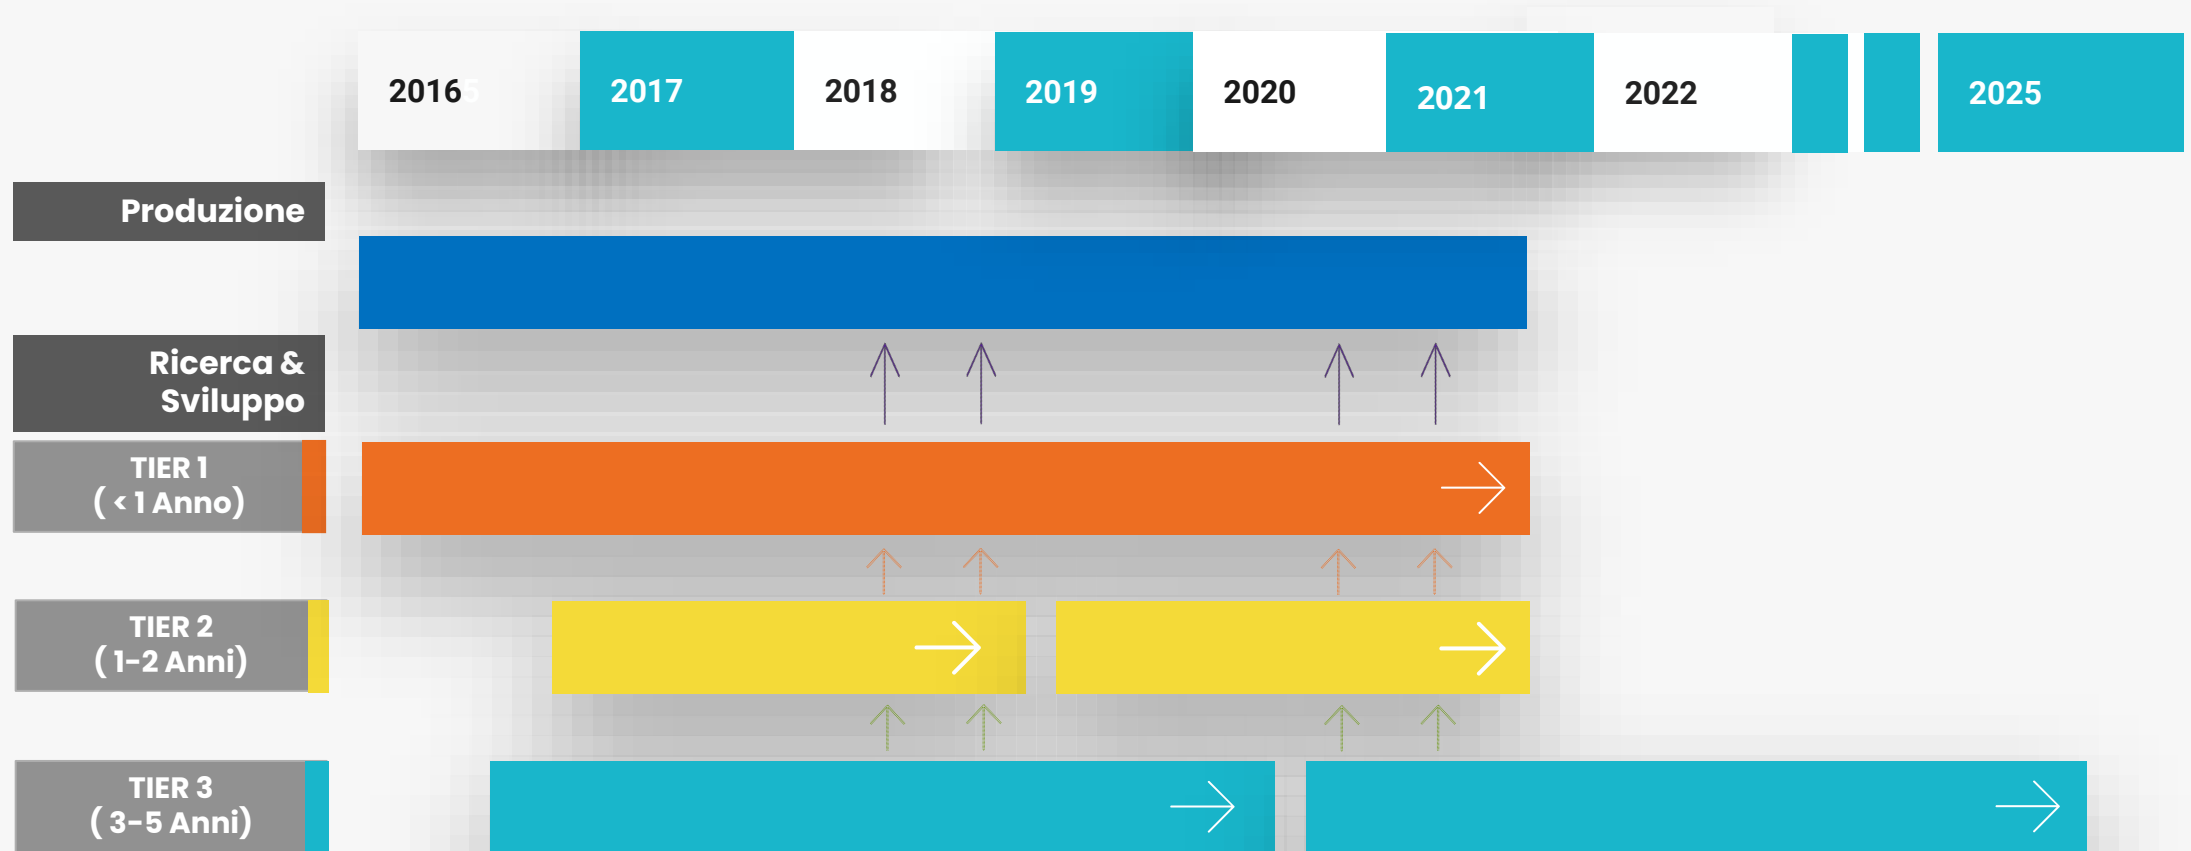 2016 2017 2018 2019 2020 2021 2022 2025
Produzione
Ricerca &
Sviluppo
TIER 1
( < 1 Anno)
TIER 2
( 1-2 Anni)
TIER 3
( 3-5 Anni)